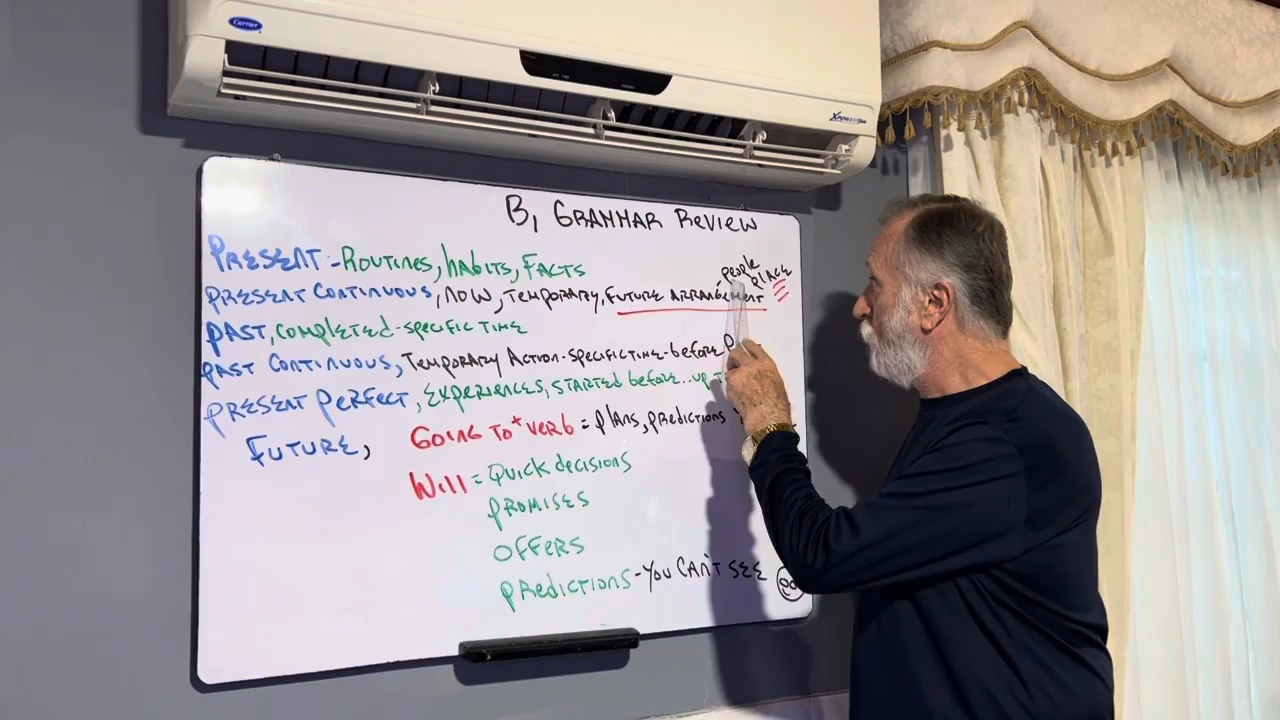 Carrier
Xpression
B, GRAMMAR REVIEW
PRESENT - ROUTINES, HABITS, FACTS
- PEOPLE
PLACE
PRESENT CONTINUOUS, NOW, TEMPORARY, FUTURE ARRANGEMENT
PAST, COMPLETED - SPECIFIC TIME
PAST CONTINUOUS, TEMPORARY ACTION - SPECIFIC TIME - BEFORE
PRESENT PERFECT, EXPERIENCES, STARTED BEFORE... UP
FUTURE, GOING TO + VERB = PLANS, PREDICTIONS
WILL = QUICK DECISIONS
PROMISES
OFFERS
PREDICTIONS - YOU CAN'T SEE